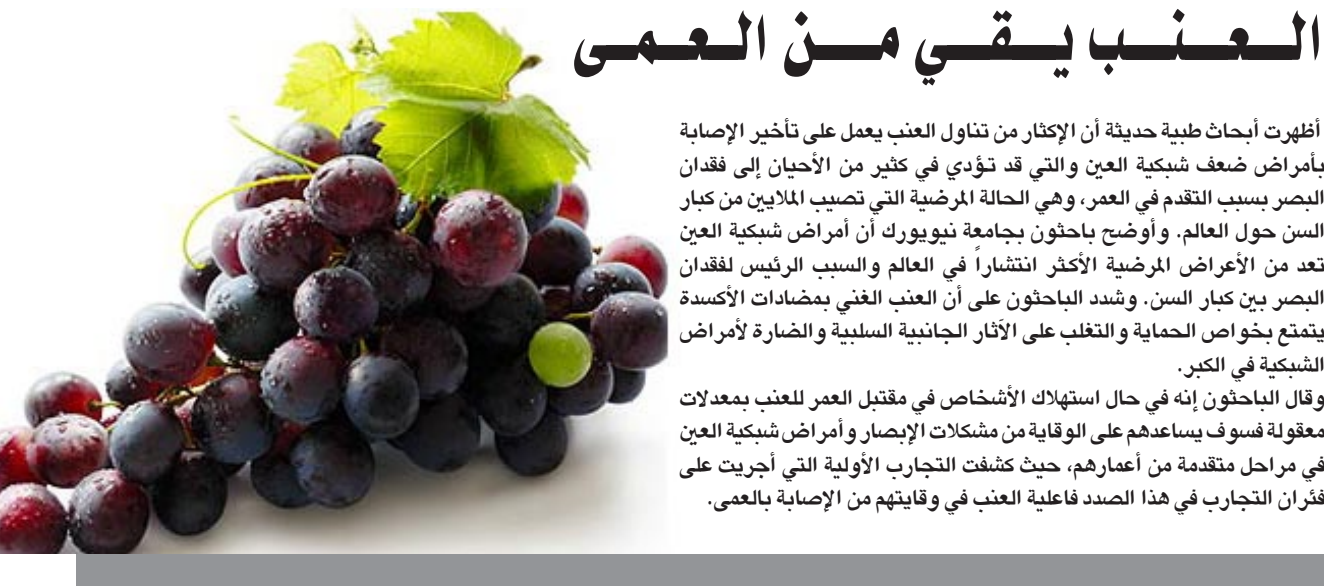 العنب يقي من العمى
أظهرت أبحاث طبية حديثة أن الإكثار من تناول العنب يعمل على تأخير الإصابة
بأمراض ضعف شبكية العين والتي قد تؤدي في كثير من الأحيان إلى فقدان
البصر بسبب التقدم في العمر، وهي الحالة المرضية التي تصيب الملايين من كبار
السن حول العالم. وأوضح باحثون بجامعة نيويورك أن أمراض شبكية العين
تعد من الأعراض المرضية الأكثر انتشاراً في العالم والسبب الرئيس لفقدان
البصر بين كبار السن. وشدد الباحثون على أن العنب الغني بمضادات الأكسدة
يتمتع بخواص الحماية والتغلب على الآثار الجانبية السلبية والضارة لأمراض
الشبكية في الكبر.
وقال الباحثون إنه في حال استهلاك الأشخاص في مقتبل العمر للعنب بمعدلات
معقولة فسوف يساعدهم على الوقاية من مشكلات الإبصار وأمراض شبكية العين
في مراحل متقدمة من أعمارهم، حيث كشفت التجارب الأولية التي أجريت على
فئران التجارب في هذا الصدد فاعلية العنب في وقايتهم من الإصابة بالعمى.